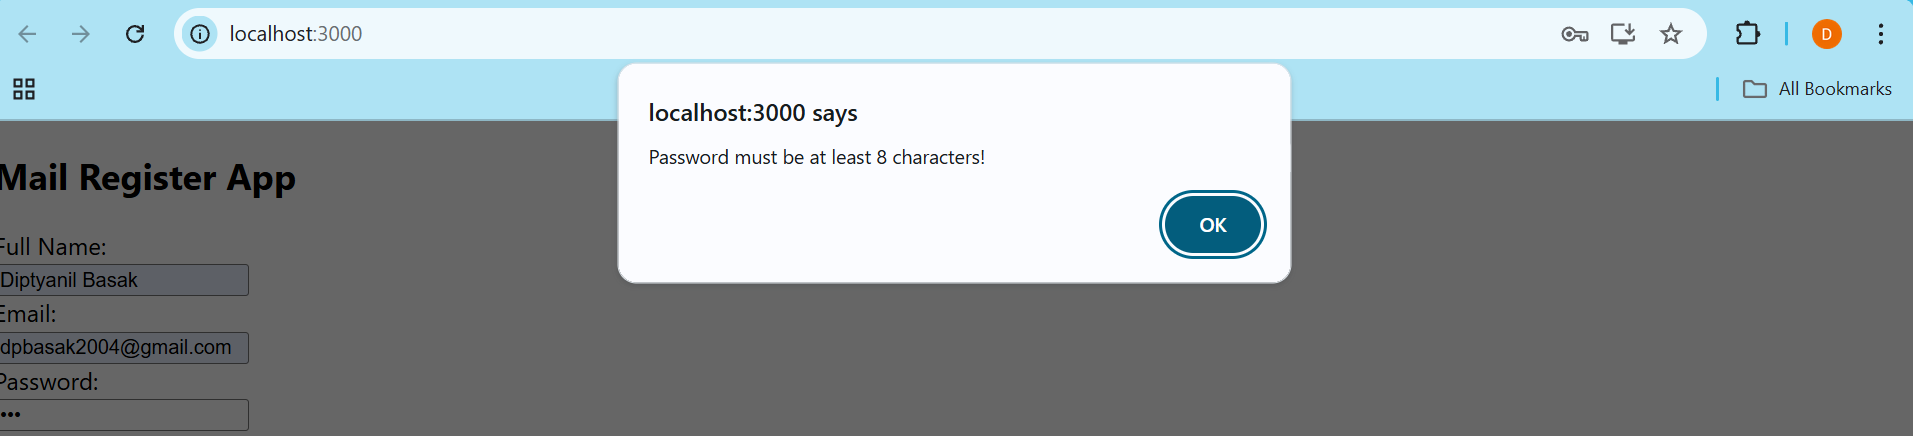 localhost:3000
D
All Bookmarks
localhost:3000 says
Password must be at least 8 characters!
OK
Mail Register App
Full Name:
Diptyanil Basak
Email:
dpbasak2004@gmail.com
Password:
•••